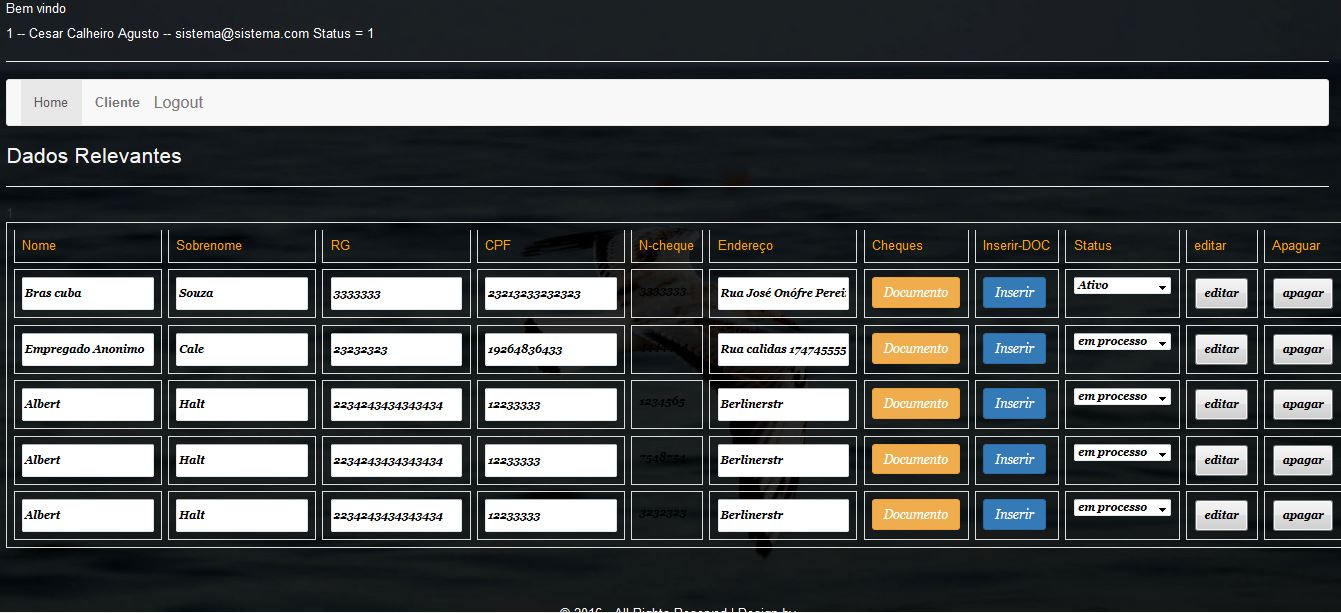 Bem vindo
1 -- Cesar Calheiro Agusto -- sistema@sistema.com Status = 1
Home Cliente Logout
Dados Relevantes
1
Nome Sobrenome RG CPF N-cheque Endereço Cheques Inserir-DOC Status editar Apaguar
Bras cuba Souza 3333333 23213233232323 3333333 Rua José Onófre Perei Documento Inserir Ativo editar apagar
Empregado Anonimo Cale 23232323 19264836433 Rua calidas 174745555 Documento Inserir em processo editar apagar
Albert Halt 2234243434343434 12233333 1234565 Berlinerstr Documento Inserir em processo editar apagar
Albert Halt 2234243434343434 12233333 7548754 Berlinerstr Documento Inserir em processo editar apagar
Albert Halt 2234243434343434 12233333 3232323 Berlinerstr Documento Inserir em processo editar apagar
© 2016 All Rights Reserved | Design by